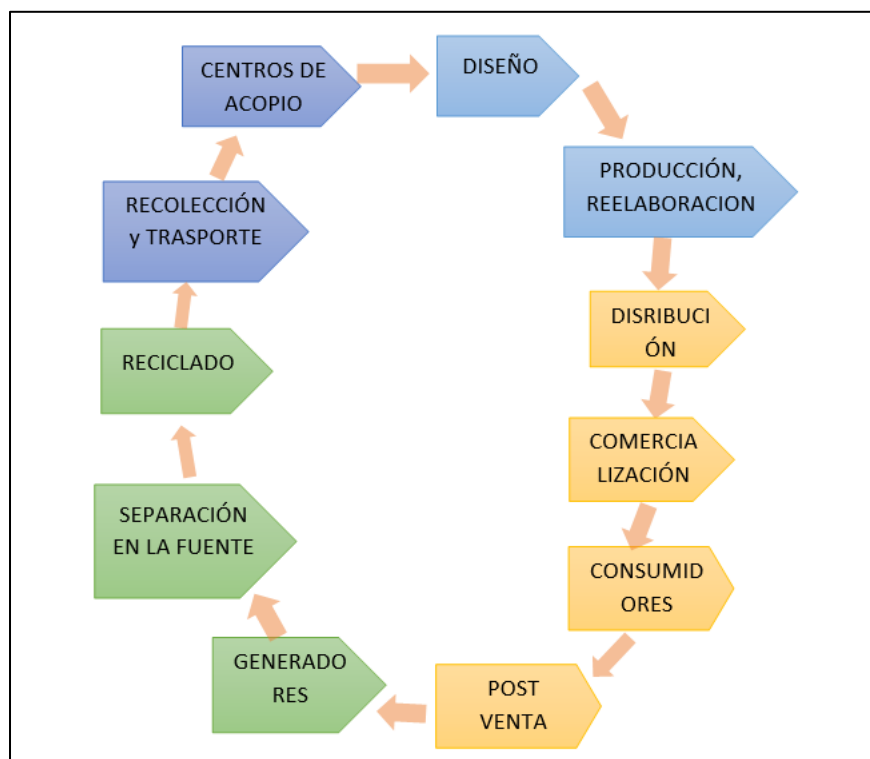 CENTROS DE
ACOPIO
DISEÑO
PRODUCCIÓN,
REELABORACION
DISRIBUCI
ÓN
COMERCIA
LIZACIÓN
CONSUMID
ORES
POST
VENTA
GENERADO
RES
SEPARACIÓN
EN LA FUENTE
RECICLADO
RECOLECCIÓN
y TRASPORTE